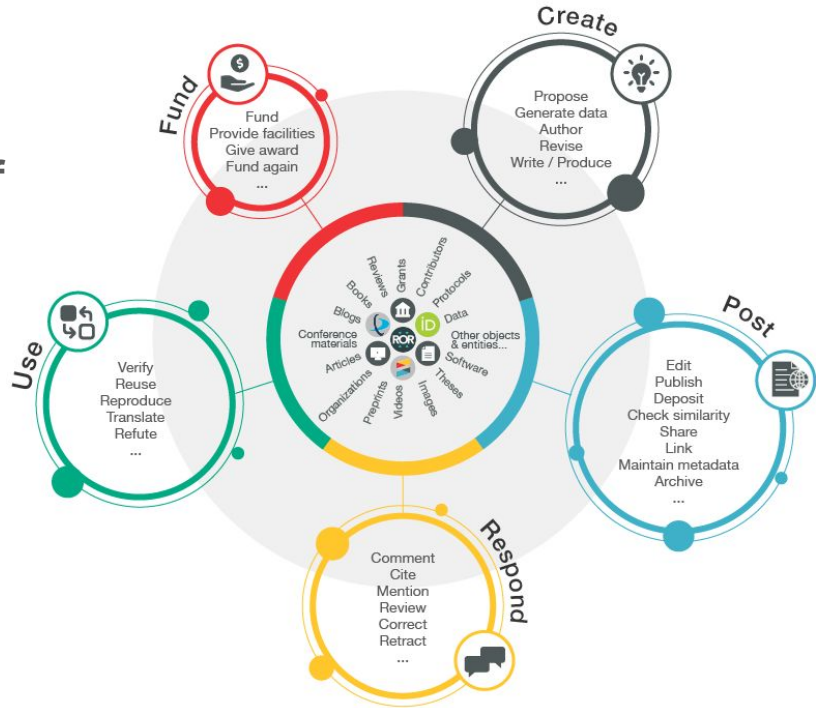 Fund
Fund
Provide facilities
Give award
Fund again
...
Create
Propose
Generate data
Author
Revise
Write / Produce
...
Post
Edit
Publish
Deposit
Check similarity
Share
Link
Maintain metadata
Archive
...
Respond
Comment
Cite
Mention
Review
Correct
Retract
...
Use
Verify
Reuse
Reproduce
Translate
Refute
...
Grants
Contributors
Protocols
Data
Other objects
& entities...
Software
Theses
Images
Videos
Preprints
Organizations
Articles
Conference
materials
Blogs
Books
Reviews
iD
ROR